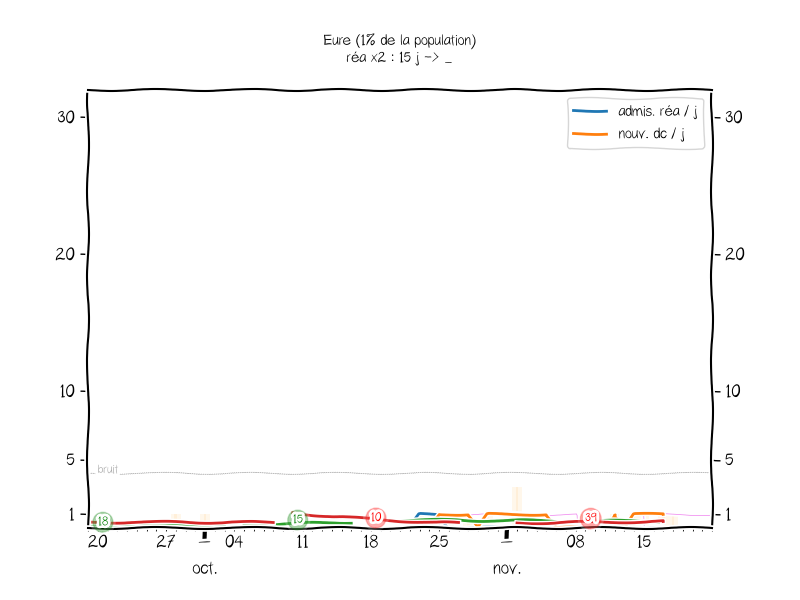 Eure (1% de la population)
réa x2 : 15 j -> _
admis. réa / j
nouv. dc / j
30 30
20 20
10 10
5 5
bruit
1 1
18 15 10 39
20 27 04 11 18 25 08 15
oct. nov.